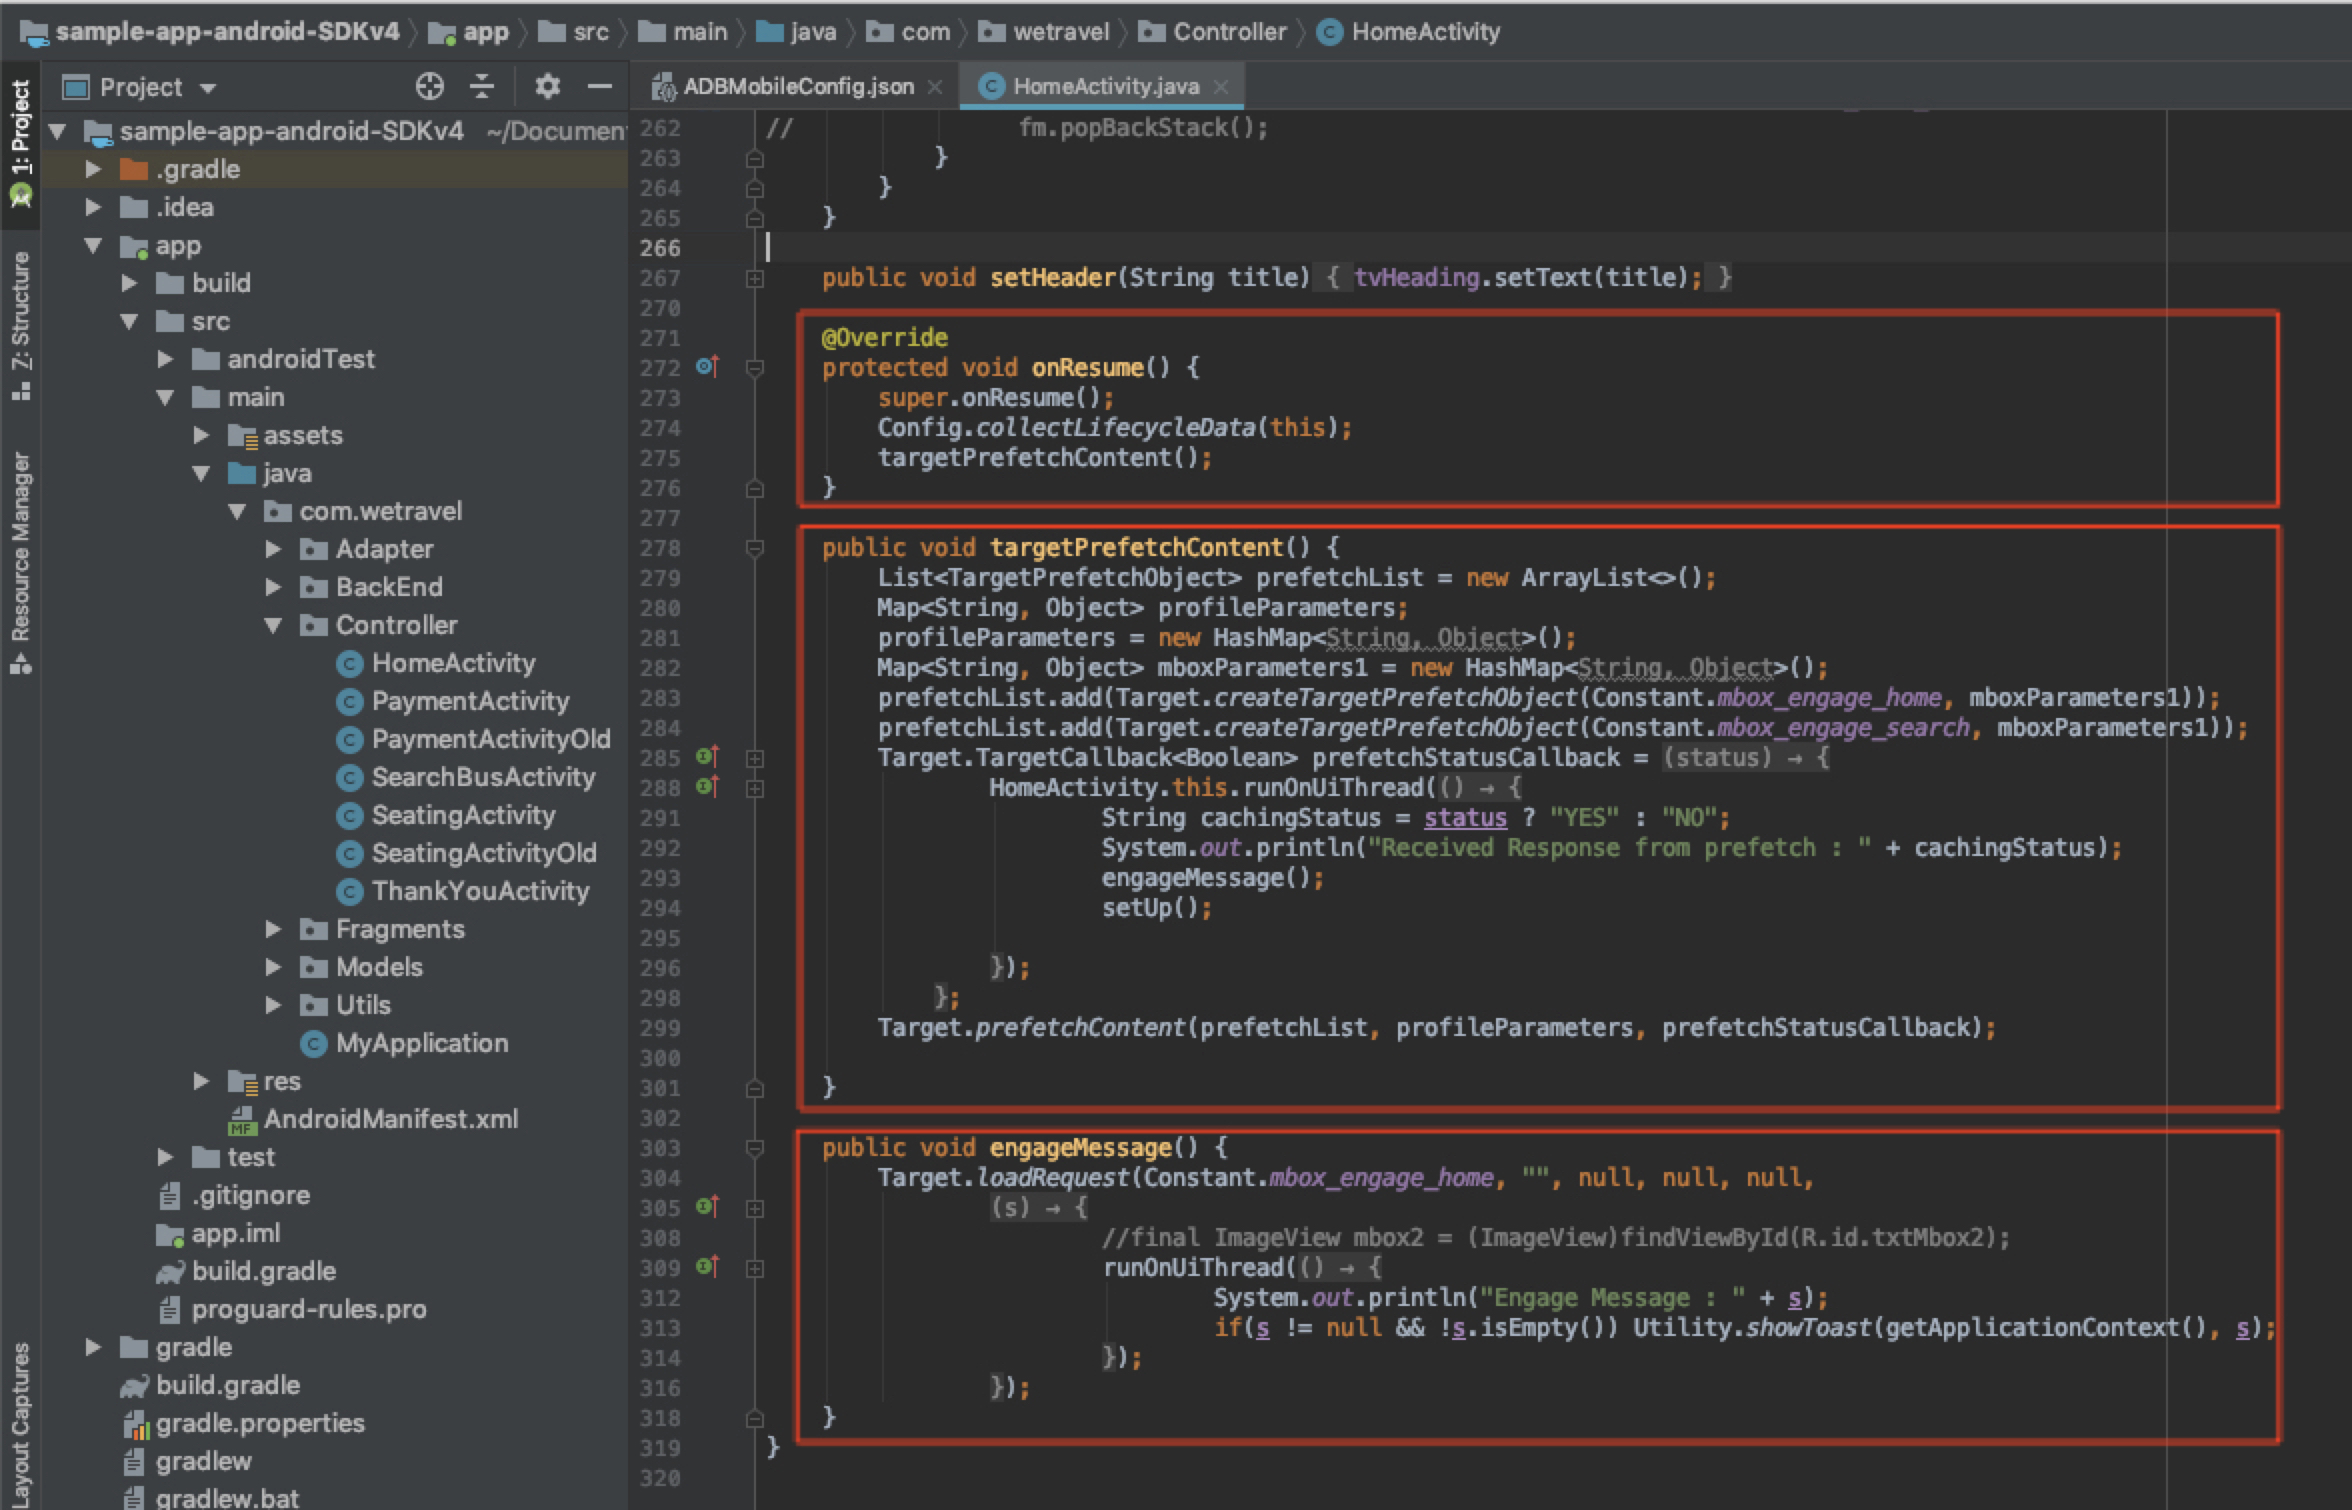 sample-app-android-SDKv4 app src main java com wetravel Controller HomeActivity
1: Project
Z: Structure
Resource Manager
Layout Captures
Project
sample-app-android-SDKv4 ~/Documen
.gradle
.idea
app
build
src
androidTest
main
assets
java
com.wetravel
Adapter
BackEnd
Controller
HomeActivity
PaymentActivity
PaymentActivityOld
SearchBusActivity
SeatingActivity
SeatingActivityOld
ThankYouActivity
Fragments
Models
Utils
MyApplication
res
AndroidManifest.xml
test
.gitignore
app.iml
build.gradle
proguard-rules.pro
gradle
build.gradle
gradle.properties
gradlew
gradlew.bat
ADBMobileConfig.json HomeActivity.java
262 // fm.popBackStack();
263 }
264 }
265 }
266
267 public void setHeader(String title) { tvHeading.setText(title); }
270
271 @Override
272 protected void onResume() {
273 super.onResume();
274 Config.collectLifecycleData(this);
275 targetPrefetchContent();
276 }
277
278 public void targetPrefetchContent() {
279 List<TargetPrefetchObject> prefetchList = new ArrayList<>();
280 Map<String, Object> profileParameters;
281 profileParameters = new HashMap<String, Object>();
282 Map<String, Object> mboxParameters1 = new HashMap<String, Object>();
283 prefetchList.add(Target.createTargetPrefetchObject(Constant.mbox_engage_home, mboxParameters1));
284 prefetchList.add(Target.createTargetPrefetchObject(Constant.mbox_engage_search, mboxParameters1));
285 Target.TargetCallback<Boolean> prefetchStatusCallback = (status) → {
288 HomeActivity.this.runOnUiThread(() → {
291 String cachingStatus = status ? "YES" : "NO";
292 System.out.println("Received Response from prefetch : " + cachingStatus);
293 engageMessage();
294 setUp();
295
296 });
298 };
299 Target.prefetchContent(prefetchList, profileParameters, prefetchStatusCallback);
300
301 }
302
303 public void engageMessage() {
304 Target.loadRequest(Constant.mbox_engage_home, "", null, null, null,
305 (s) → {
308 //final ImageView mbox2 = (ImageView)findViewById(R.id.txtMbox2);
309 runOnUiThread(() → {
312 System.out.println("Engage Message : " + s);
313 if(s != null && !s.isEmpty()) Utility.showToast(getApplicationContext(), s);
314 });
316 });
318 }
319 }
320